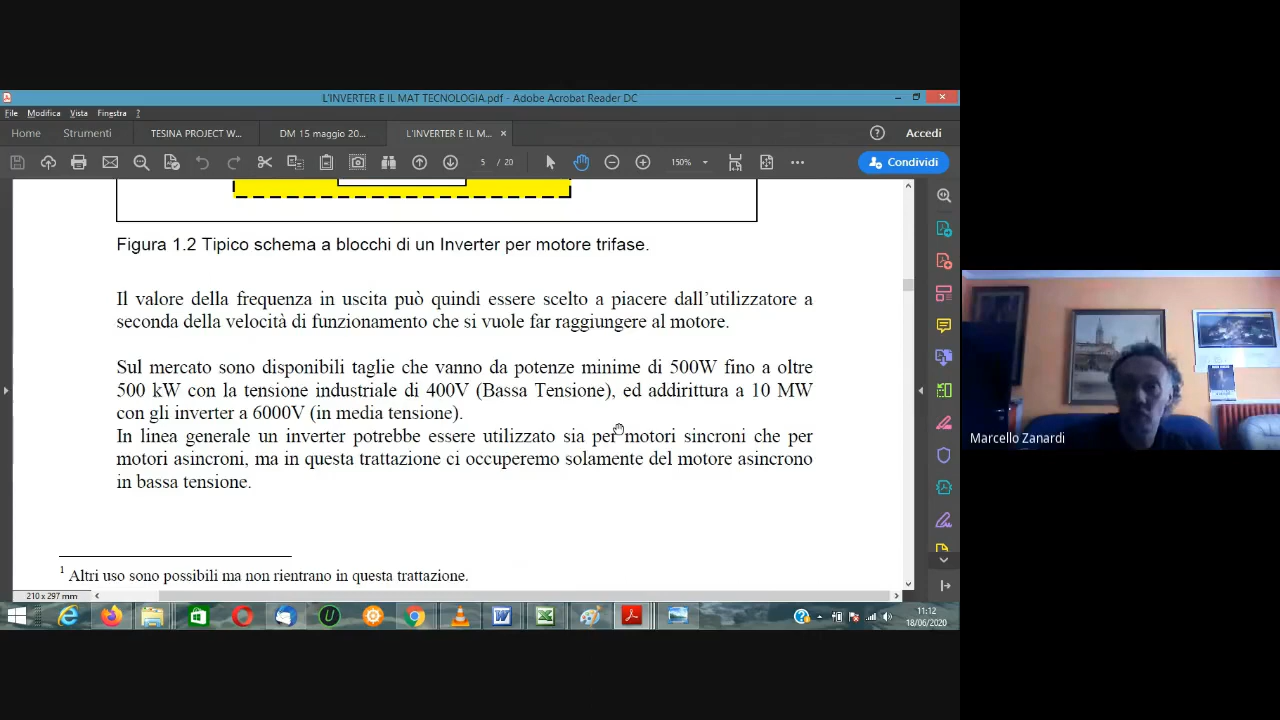 L'INVERTER E IL MAT TECNOLOGIA.pdf - Adobe Acrobat Reader DC
File Modifica Vista Finestra ?
Home Strumenti TESINA PROJECT W... DM 15 maggio 20... L'INVERTER E IL M... × Accedi
5 / 20 150% Condividi
Figura 1.2 Tipico schema a blocchi di un Inverter per motore trifase.
Il valore della frequenza in uscita può quindi essere scelto a piacere dall'utilizzatore a
seconda della velocità di funzionamento che si vuole far raggiungere al motore.
Sul mercato sono disponibili taglie che vanno da potenze minime di 500W fino a oltre
500 kW con la tensione industriale di 400V (Bassa Tensione), ed addirittura a 10 MW
con gli inverter a 6000V (in media tensione).
In linea generale un inverter potrebbe essere utilizzato sia per motori sincroni che per
motori asincroni, ma in questa trattazione ci occuperemo solamente del motore asincrono
in bassa tensione.
1 Altri uso sono possibili ma non rientrano in questa trattazione.
210 x 297 mm
Marcello Zanardi
11:12
18/06/2020